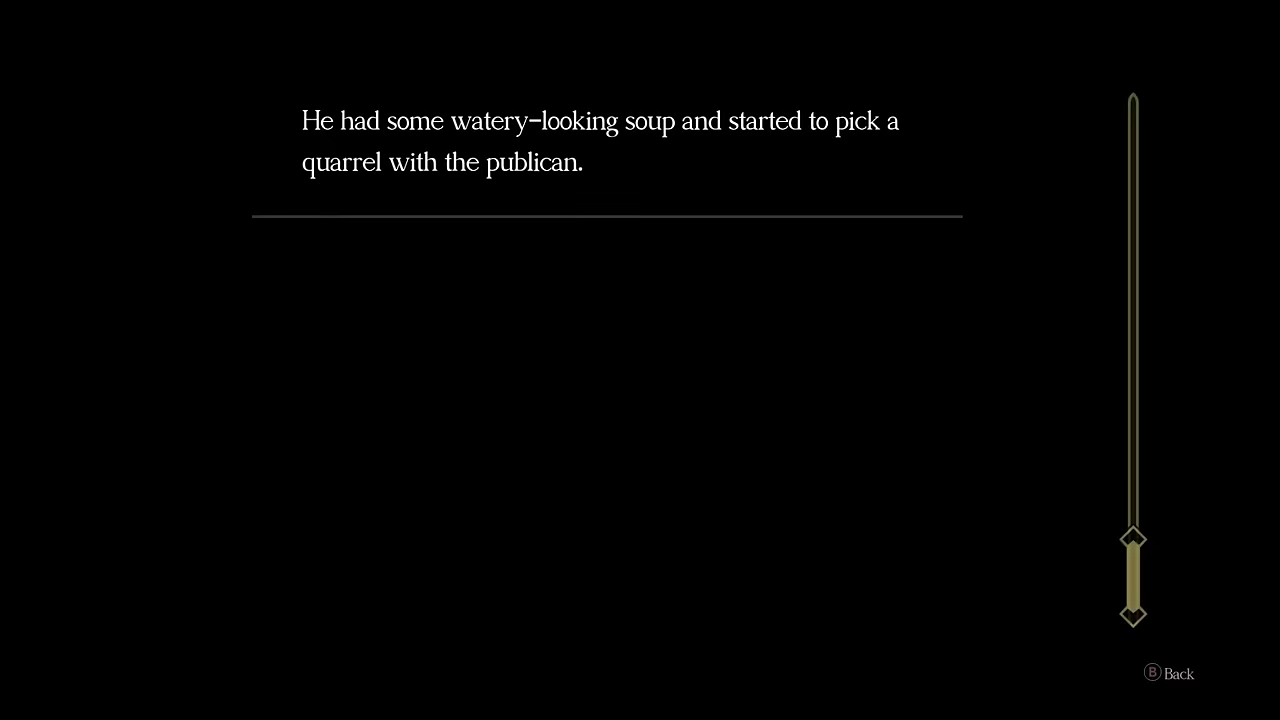 He had some watery-looking soup and started to pick a
quarrel with the publican.
B Back